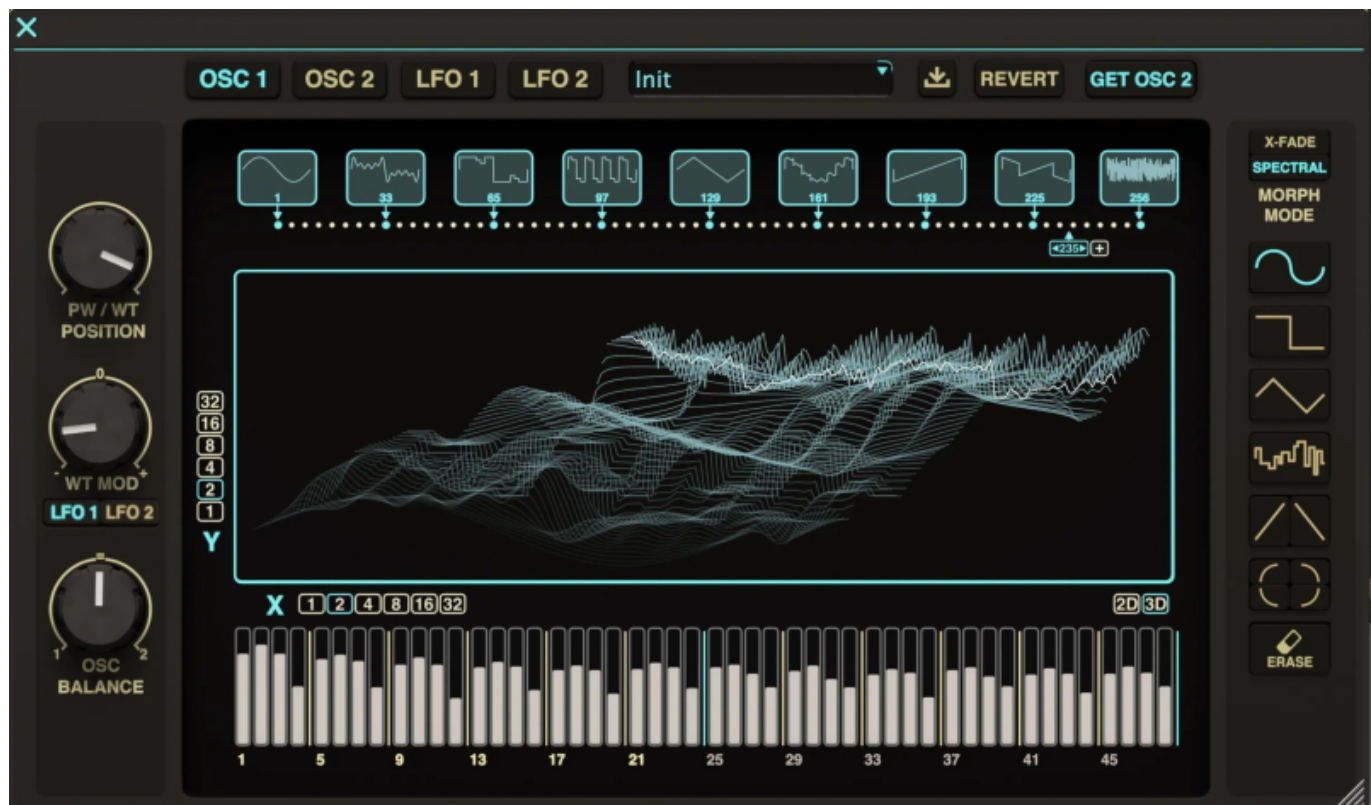 OSC 1 OSC 2 LFO 1 LFO 2 Init REVERT GET OSC 2
1 33 65 97 129 161 193 225 256
235 +
X-FADE
SPECTRAL
MORPH
MODE
PW / WT
POSITION
0
- +
WT MOD
LFO 1 LFO 2
=
1 2
OSC
BALANCE
32
16
8
4
2
1
Y
X 1 2 4 8 16 32 2D 3D
1 5 9 13 17 21 25 29 33 37 41 45
ERASE